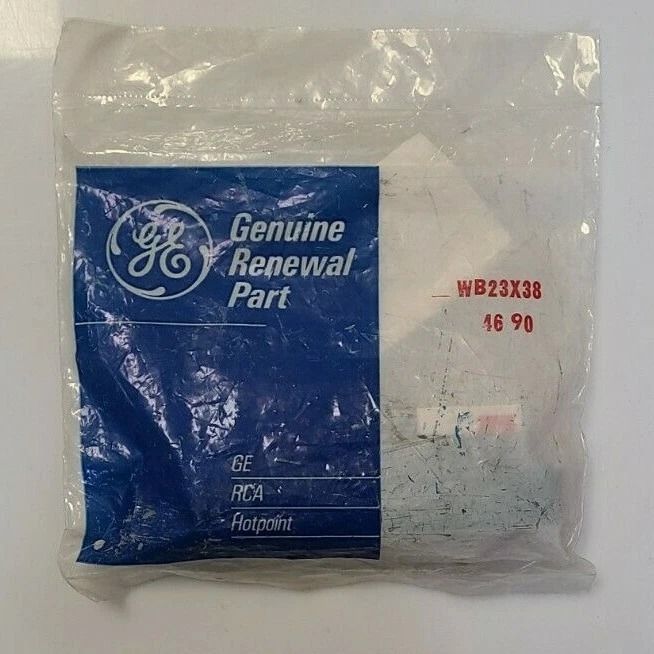 GE
Genuine
Renewal
Part
WB23X38
46 90
GE
RCA
Hotpoint